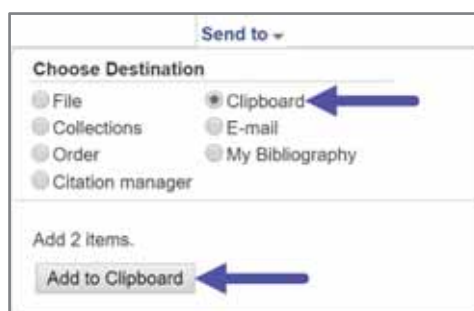 Send to
Choose Destination
File Clipboard
Collections E-mail
Order My Bibliography
Citation manager
Add 2 items.
Add to Clipboard